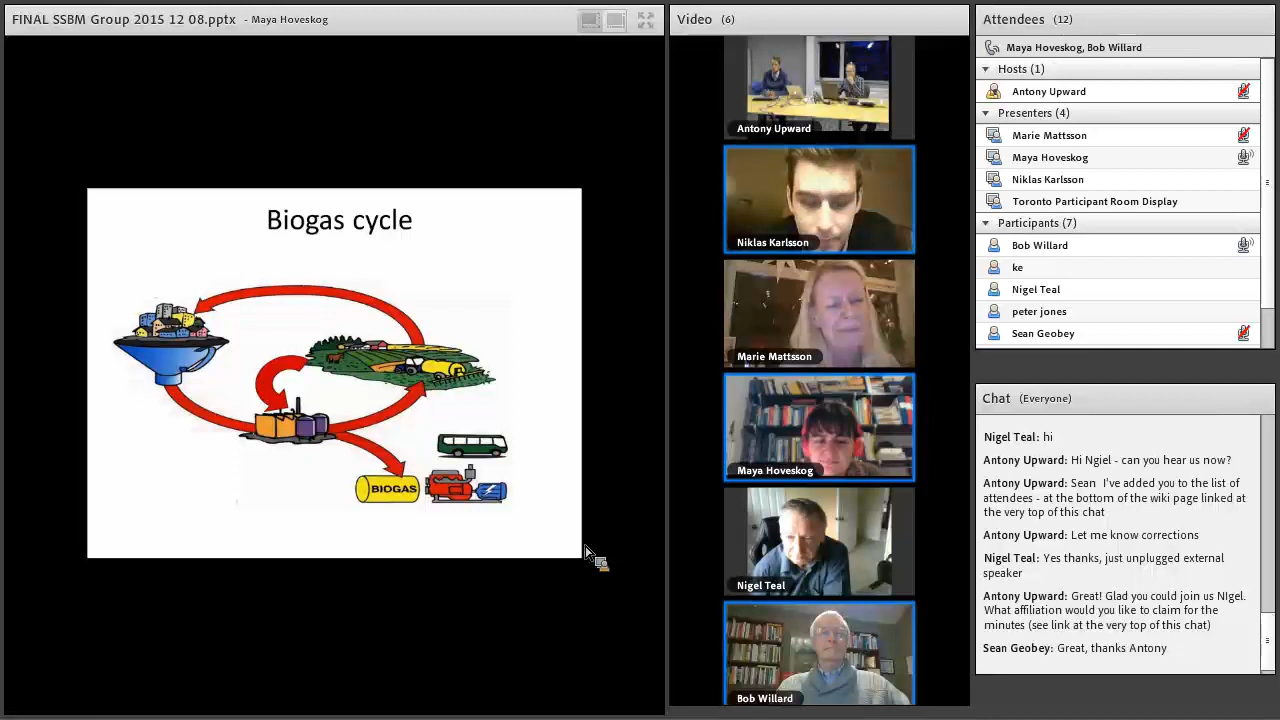 FINAL SSBM Group 2015 12 08.pptx - Maya Hoveskog
Biogas cycle
BIOGAS
Video (6)
Antony Upward
Niklas Karlsson
Marie Mattsson
Maya Hoveskog
Nigel Teal
Bob Willard
Attendees (12)
Maya Hoveskog, Bob Willard
Hosts (1)
Antony Upward
Presenters (4)
Marie Mattsson
Maya Hoveskog
Niklas Karlsson
Toronto Participant Room Display
Participants (7)
Bob Willard
ke
Nigel Teal
peter jones
Sean Geobey
Chat (Everyone)
Nigel Teal: hi
Antony Upward: Hi Ngiel - can you hear us now?
Antony Upward: Sean I've added you to the list of
attendees - at the bottom of the wiki page linked at
the very top of this chat
Antony Upward: Let me know corrections
Nigel Teal: Yes thanks, just unplugged external
speaker
Antony Upward: Great! Glad you could join us NIgel.
What affiliation would you like to claim for the
minutes (see link at the very top of this chat)
Sean Geobey: Great, thanks Antony